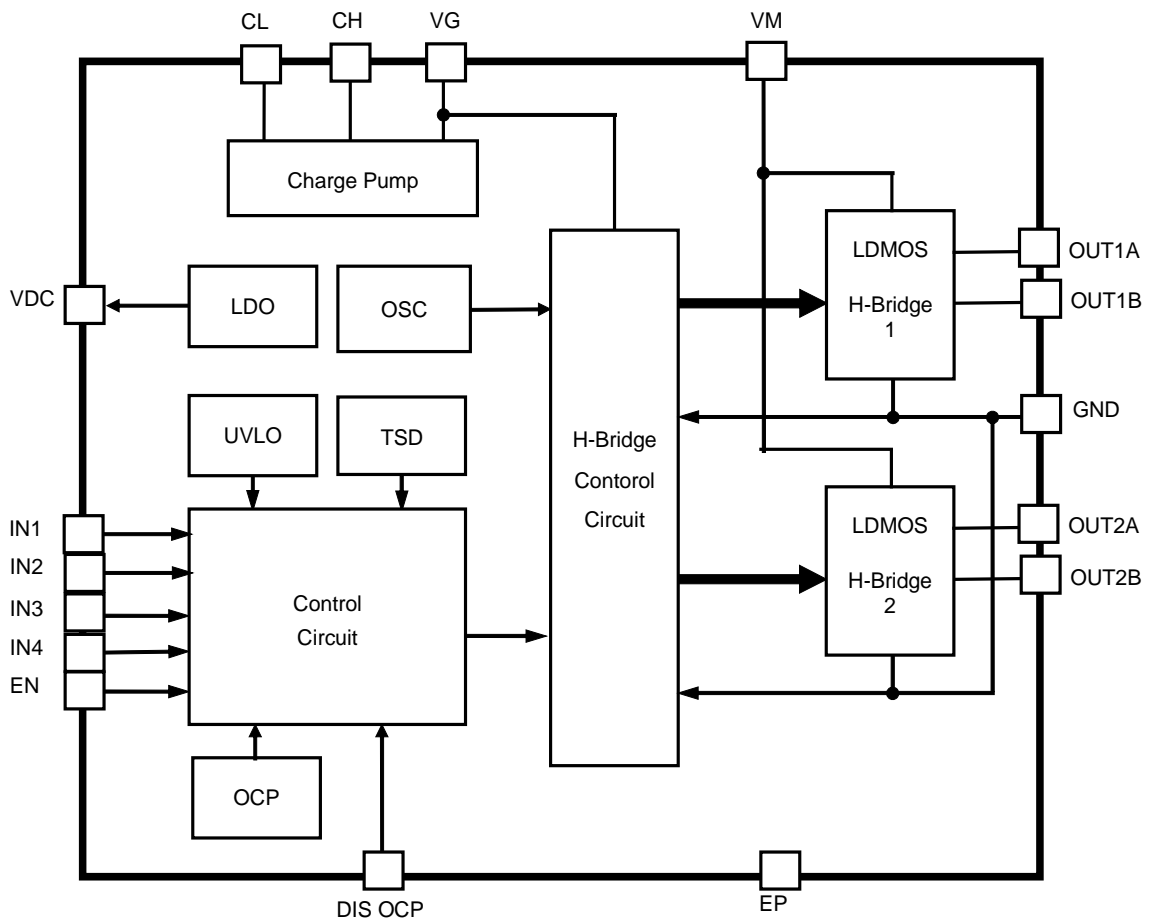 CL
CH
VG
VM
Charge Pump
LDMOS
H-Bridge
1
OUT1A
OUT1B
VDC
LDO
OSC
GND
UVLO
TSD
H-Bridge
Contorol
Circuit
LDMOS
H-Bridge
2
OUT2A
OUT2B
IN1
IN2
IN3
IN4
EN
Control
Circuit
OCP
DIS OCP
EP